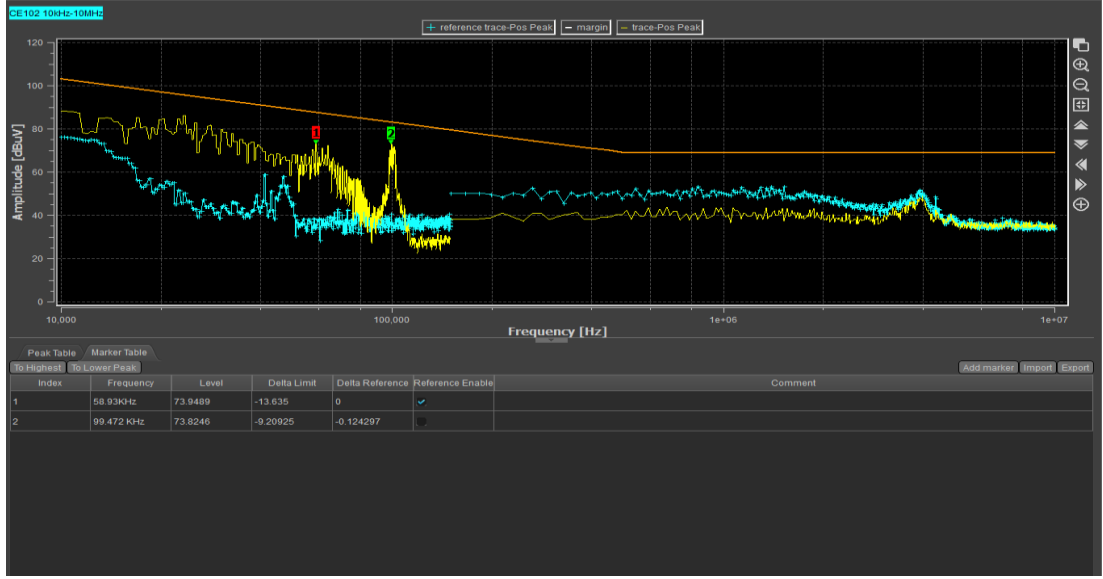 CE102 10kHz-10MHz
reference trace-Pos Peak margin trace-Pos Peak
120
100
80
60
40
20
0
Amplitude [dBuV]
1 2
10,000 100,000 1e+06 1e+07
Frequency [Hz]
Peak Table Marker Table
To Highest To Lower Peak Add marker Import Export
Index Frequency Level Delta Limit Delta Reference Reference Enable Comment
1 58.93KHz 73.9489 -13.635 0
2 99.472 KHz 73.8246 -9.20925 -0.124297